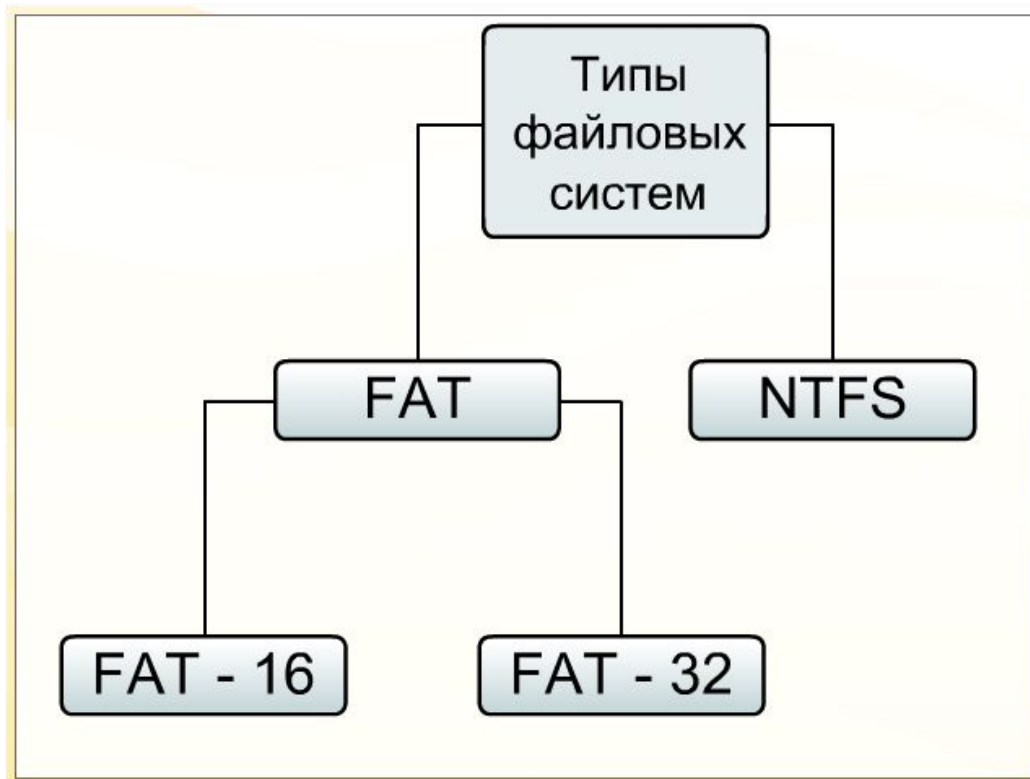 Типы
файловых
систем
FAT
NTFS
FAT - 16
FAT - 32